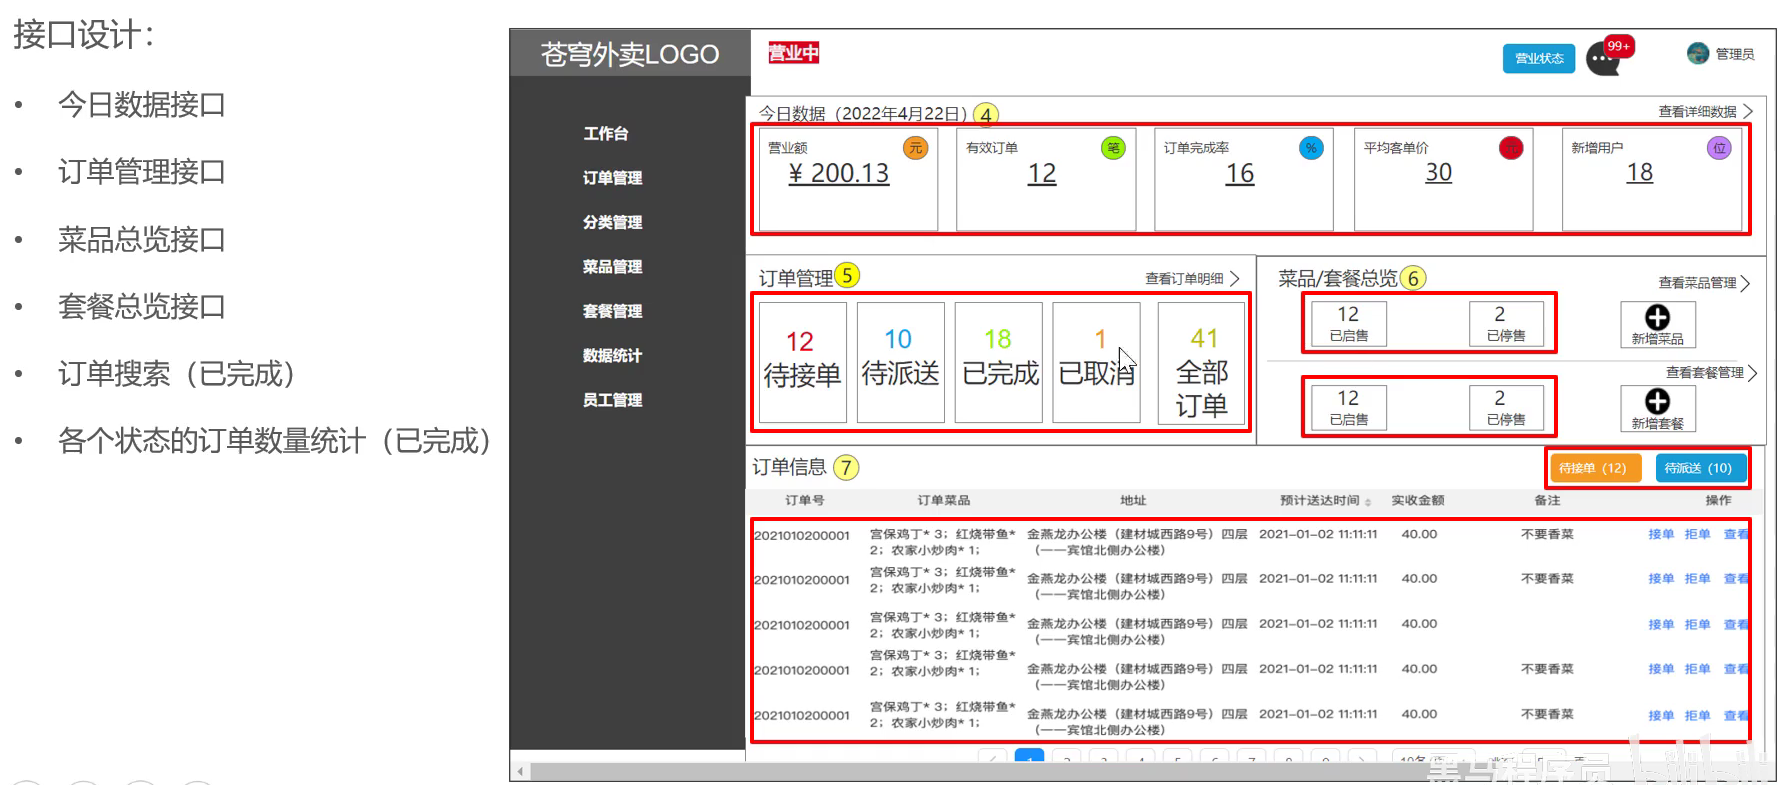 接口设计：
• 今日数据接口
• 订单管理接口
• 菜品总览接口
• 套餐总览接口
• 订单搜索（已完成）
• 各个状态的订单数量统计（已完成）
苍穹外卖LOGO
营业中
营业状态
99+
管理员
工作台
订单管理
分类管理
菜品管理
套餐管理
数据统计
员工管理
今日数据（2022年4月22日） 4
查看详细数据
营业额 元
¥ 200.13
有效订单 笔
12
订单完成率 %
16
平均客单价 元
30
新增用户 位
18
订单管理 5
查看订单明细
12
待接单
10
待派送
18
已完成
1
已取消
41
全部
订单
菜品/套餐总览 6
查看菜品管理
12
已启售
2
已停售
新增菜品
查看套餐管理
12
已启售
2
已停售
新增套餐
订单信息 7
待接单（12）
待派送（10）
订单号 订单菜品 地址 预计送达时间 实收金额 备注 操作
2021010200001 宫保鸡丁* 3；红烧带鱼* 金燕龙办公楼（建材城西路9号）四层 2021-01-02 11:11:11 40.00 不要香菜 接单 拒单 查看
2；农家小炒肉* 1； （一一宾馆北侧办公楼）
2021010200001 宫保鸡丁* 3；红烧带鱼* 金燕龙办公楼（建材城西路9号）四层 2021-01-02 11:11:11 40.00 不要香菜 接单 拒单 查看
2；农家小炒肉* 1； （一一宾馆北侧办公楼）
2021010200001 宫保鸡丁* 3；红烧带鱼* 金燕龙办公楼（建材城西路9号）四层 2021-01-02 11:11:11 40.00 接单 拒单 查看
2；农家小炒肉* 1； （一一宾馆北侧办公楼）
2021010200001 宫保鸡丁* 3；红烧带鱼* 金燕龙办公楼（建材城西路9号）四层 2021-01-02 11:11:11 40.00 不要香菜 接单 拒单 查看
2；农家小炒肉* 1； （一一宾馆北侧办公楼）
2021010200001 宫保鸡丁* 3；红烧带鱼* 金燕龙办公楼（建材城西路9号）四层 2021-01-02 11:11:11 40.00 不要香菜 接单 拒单 查看
2；农家小炒肉* 1； （一一宾馆北侧办公楼）
1 2 3 4 5 6 7 8 9
黑马程序员 bilibili